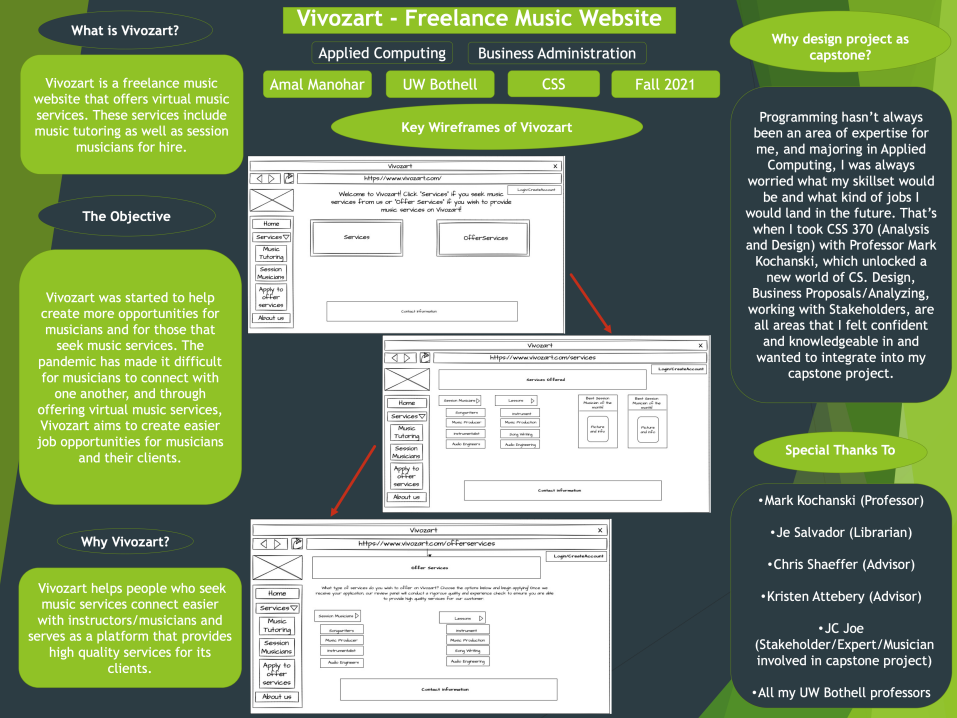 Vivozart - Freelance Music Website
Applied Computing
Business Administration
Amal Manohar
UW Bothell
CSS
Fall 2021
What is Vivozart?
Vivozart is a freelance music
website that offers virtual music
services. These services include
music tutoring as well as session
musicians for hire.
The Objective
Vivozart was started to help
create more opportunities for
musicians and for those that
seek music services. The
pandemic has made it difficult
for musicians to connect with
one another, and through
offering virtual music services,
Vivozart aims to create easier
job opportunities for musicians
and their clients.
Why Vivozart?
Vivozart helps people who seek
music services connect easier
with instructors/musicians and
serves as a platform that provides
high quality services for its
clients.
Key Wireframes of Vivozart
Vivozart
X
https://www.vivozart.com/
Login/CreateAccount
Welcome to Vivozart! Click "Services" if you seek music
services from us or "Offer Services" if you wish to provide
music services on Vivozart!
Home
Services
Music
Tutoring
Session
Musicians
Apply to
offer
services
About us
Services
OfferServices
Contact Information
Vivozart
X
https://www.vivozart.com/services
Login/CreateAccount
Services Offered
Home
Services
Music
Tutoring
Session
Musicians
Apply to
offer
services
About us
Session Musicians
Songwriters
Music Producer
Instrumentalist
Audio Engineers
Lessons
Instrument
Music Production
Song Writing
Audio Engineering
Best Session
Musician of the
month!
Picture
and Info
Best Session
Musician of the
month!
Picture
and Info
Contact Information
Vivozart
X
https://www.vivozart.com/offerservices
Login/CreateAccount
Offer Services
What type of services do you wish to offer on Vivozart? Choose the options below and begin applying! Once we
receive your application, our review panel will conduct a rigorous quality and experience check to ensure you are able
to provide high quality services for our customer.
Home
Services
Music
Tutoring
Session
Musicians
Apply to
offer
services
About us
Session Musicians
Songwriters
Music Producer
Instrumentalist
Audio Engineers
Lessons
Instrument
Music Production
Song Writing
Audio Engineering
Contact Information
Why design project as
capstone?
Programming hasn't always
been an area of expertise for
me, and majoring in Applied
Computing, I was always
worried what my skillset would
be and what kind of jobs I
would land in the future. That's
when I took CSS 370 (Analysis
and Design) with Professor Mark
Kochanski, which unlocked a
new world of CS. Design,
Business Proposals/Analyzing,
working with Stakeholders, are
all areas that I felt confident
and knowledgeable in and
wanted to integrate into my
capstone project.
Special Thanks To
•Mark Kochanski (Professor)
•Je Salvador (Librarian)
•Chris Shaeffer (Advisor)
•Kristen Attebery (Advisor)
•JC Joe
(Stakeholder/Expert/Musician
involved in capstone project)
•All my UW Bothell professors